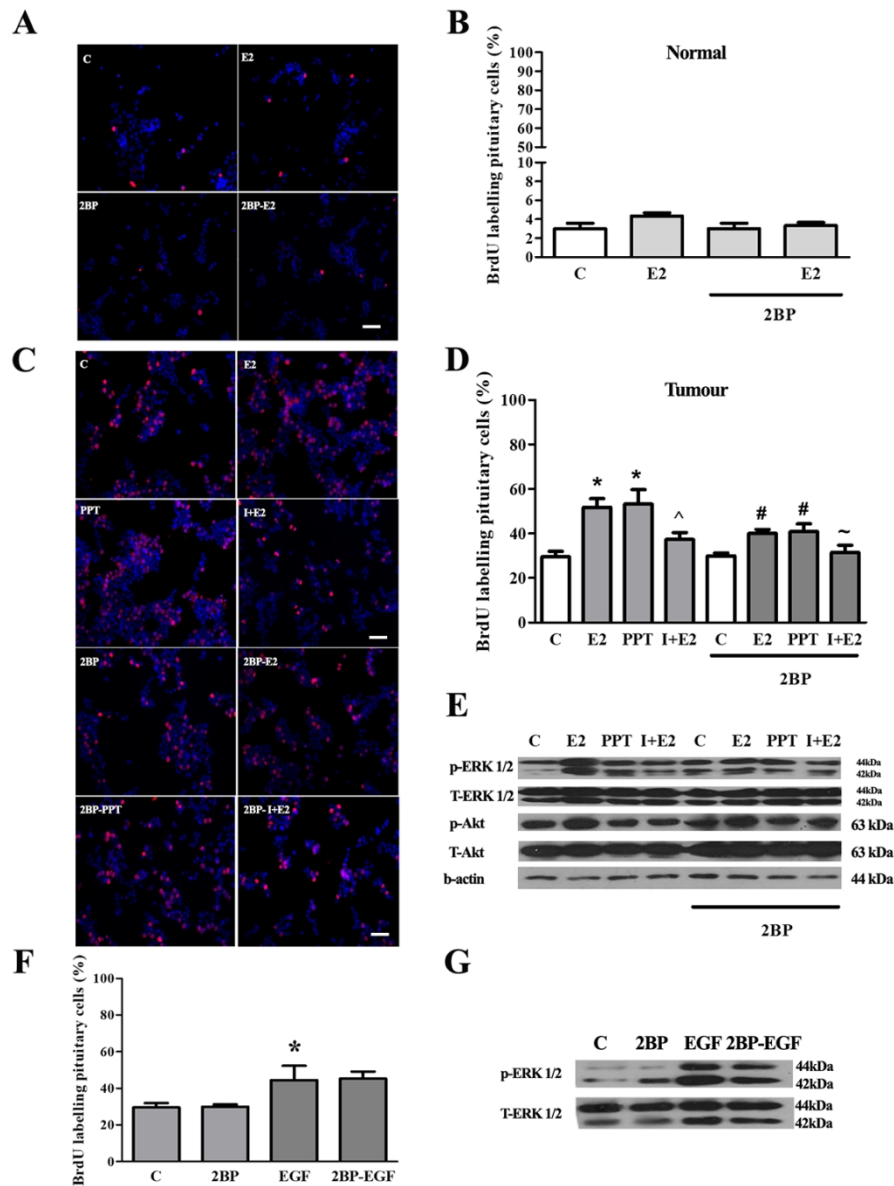 A
C
E2
2BP
2BP-E2
B
Normal
BrdU labelling pituitary cells (%)
100
90
80
70
60
50
10
8
6
4
2
0
C
E2
E2
2BP
C
C
E2
PPT
I+E2
2BP
2BP-E2
2BP-PPT
2BP- I+E2
D
Tumour
BrdU labelling pituitary cells (%)
100
80
60
40
20
0
* * ^ # # ~
C E2 PPT I+E2 C E2 PPT I+E2
2BP
E
C E2 PPT I+E2 C E2 PPT I+E2
p-ERK 1/2 44kDa
42kDa
T-ERK 1/2 44kDa
42kDa
p-Akt 63 kDa
T-Akt 63 kDa
b-actin 44 kDa
2BP
F
BrdU labelling pituitary cells (%)
100
80
60
40
20
0
*
C 2BP EGF 2BP-EGF
G
C 2BP EGF 2BP-EGF
p-ERK 1/2 44kDa
42kDa
T-ERK 1/2 44kDa
42kDa